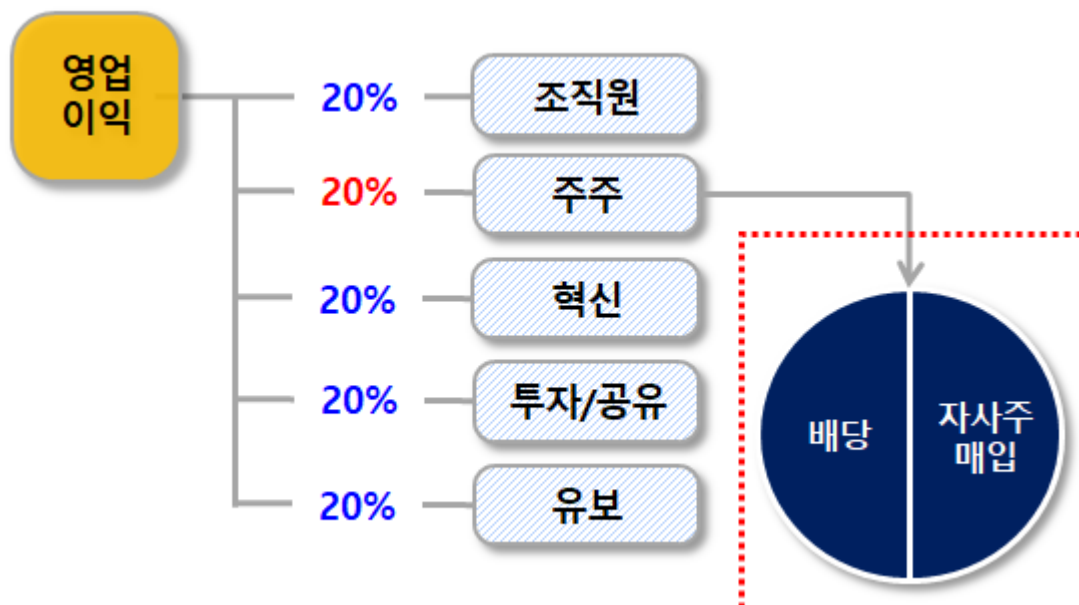 영업
이익
20% 조직원
20% 주주
20% 혁신
20% 투자/공유
20% 유보
배당
자사주
매입